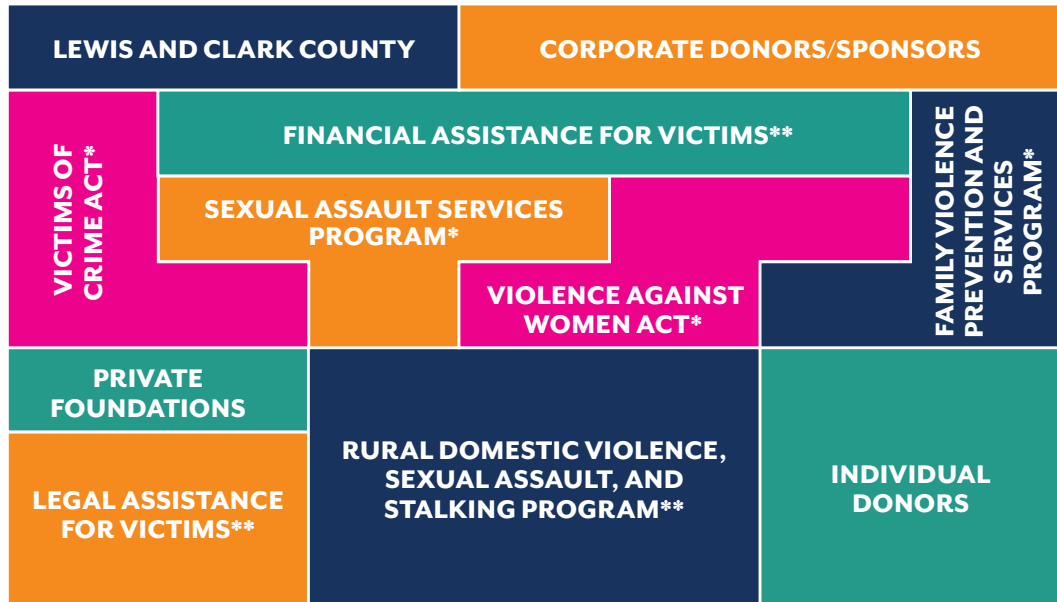 LEWIS AND CLARK COUNTY
CORPORATE DONORS/SPONSORS
VICTIMS OF
CRIME ACT*
FINANCIAL ASSISTANCE FOR VICTIMS**
FAMILY VIOLENCE
PREVENTION AND
SERVICES
PROGRAM*
SEXUAL ASSAULT SERVICES
PROGRAM*
VIOLENCE AGAINST
WOMEN ACT*
PRIVATE
FOUNDATIONS
LEGAL ASSISTANCE
FOR VICTIMS**
RURAL DOMESTIC VIOLENCE,
SEXUAL ASSAULT, AND
STALKING PROGRAM**
INDIVIDUAL
DONORS